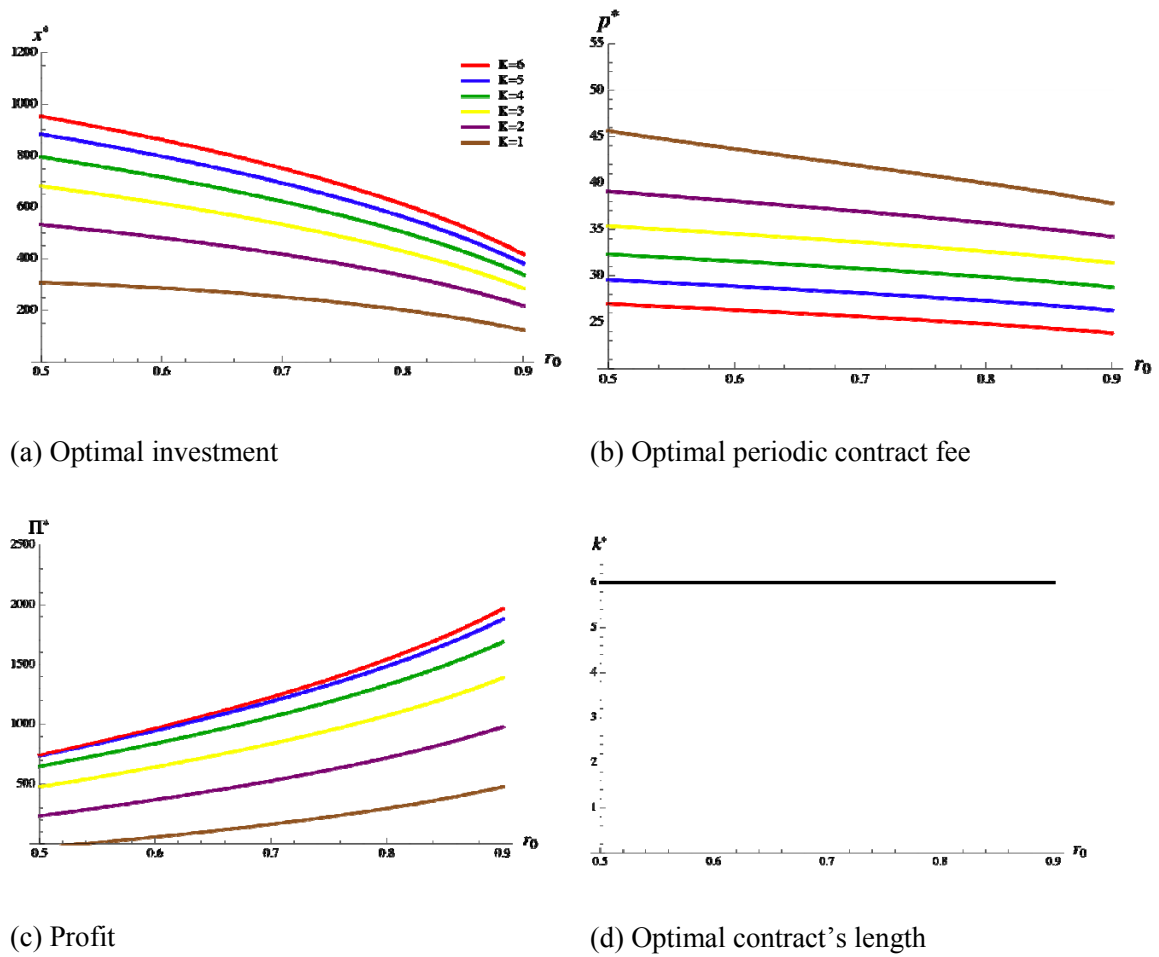 x*
1200
1000
800
600
400
200
0.5 0.6 0.7 0.8 0.9
r0
K=6
K=5
K=4
K=3
K=2
K=1
p*
55
50
45
40
35
30
25
0.5 0.6 0.7 0.8 0.9
r0
(a) Optimal investment
(b) Optimal periodic contract fee
Π*
2500
2000
1500
1000
500
0.5 0.6 0.7 0.8 0.9
r0
k*
6
5
4
3
2
1
0.5 0.6 0.7 0.8 0.9
r0
(c) Profit
(d) Optimal contract’s length